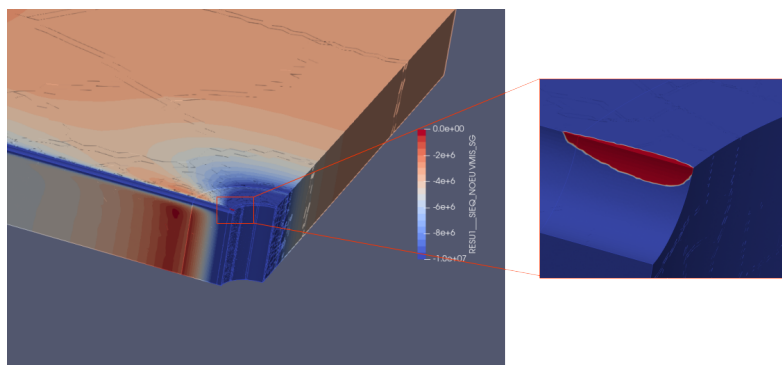 0.0e+00
-2e+6
-4e+6
-6e+6
-8e+6
-1.0e+07
RESU1___SIEQ_NOEU VMIS_SG